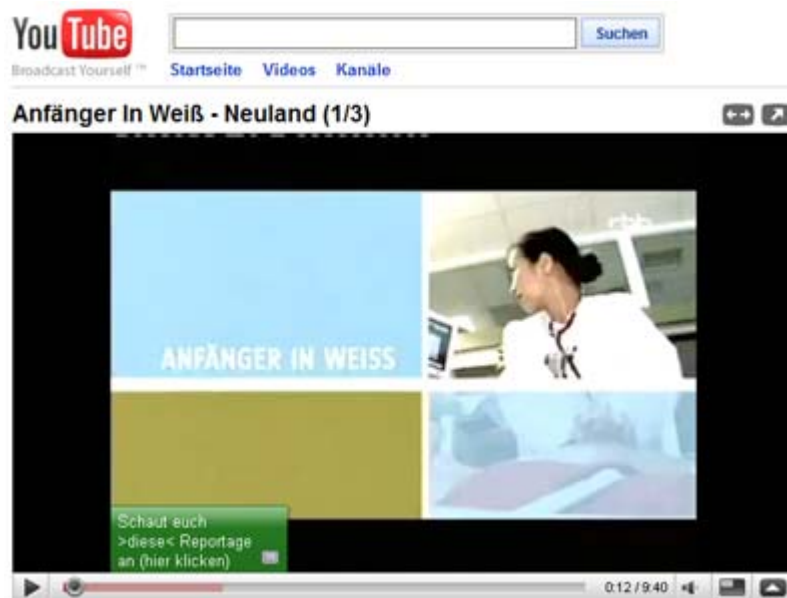 You Tube
Broadcast Yourself ™
Suchen
Startseite Videos Kanäle
Anfänger In Weiß - Neuland (1/3)
rbb
ANFÄNGER IN WEISS
Schaut euch
>diese< Reportage
an (hier klicken)
0:12 / 9:40